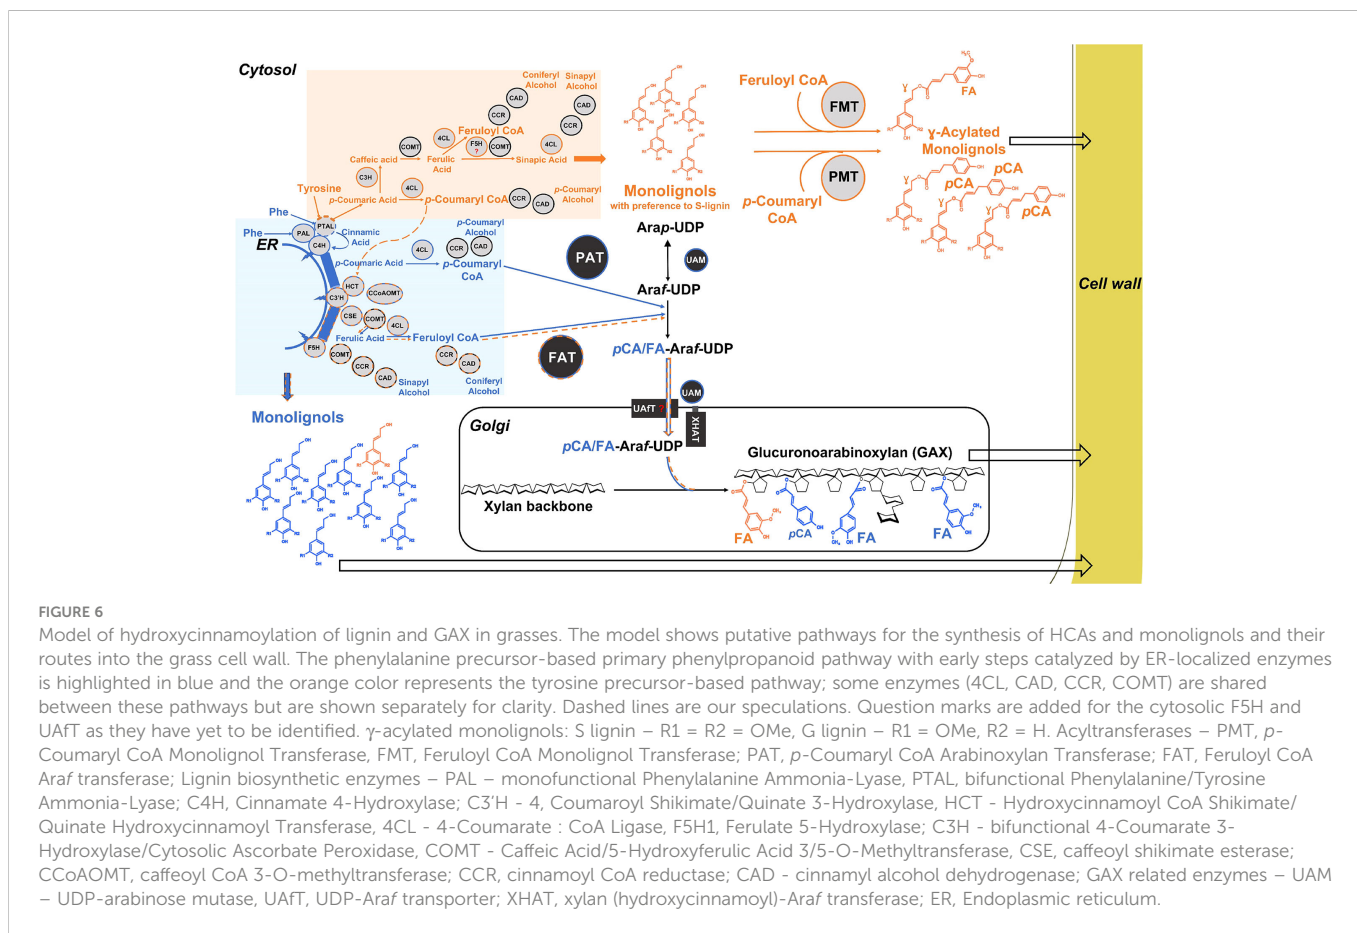 Cytosol
Coniferyl Alcohol
Sinapyl Alcohol
CAD
CCR
CAD
CCR
4CL
Feruloyl CoA
COMT
F5H ?
COMT
4CL
Caffeic acid
Ferulic Acid
Sinapic Acid
C3H
Tyrosine
4CL
p-Coumaric Acid
p-Coumaryl CoA
CCR
CAD
p-Coumaryl Alcohol
Phe
PTAL
Phe
PAL
Cinnamic Acid
ER
C4H
p-Coumaryl Alcohol
4CL
CCR
CAD
p-Coumaric Acid
p-Coumaryl CoA
HCT
C3'H
CCoAOMT
CSE
COMT
4CL
Ferulic Acid
Feruloyl CoA
F5H
COMT
CCR
CAD
CCR
CAD
Sinapyl Alcohol
Coniferyl Alcohol
Monolignols
Monolignols
with preference to S-lignin
Feruloyl CoA
FMT
PMT
p-Coumaryl CoA
FA
ɣ-Acylated Monolignols
pCA
pCA
pCA
Arap-UDP
UAM
PAT
Araf-UDP
FAT
pCA/FA-Araf-UDP
UAM
UAfT ?
XHAT
Golgi
pCA/FA-Araf-UDP
Xylan backbone
Glucuronoarabinoxylan (GAX)
FA
pCA
FA
FA
Cell wall
FIGURE 6
Model of hydroxycinnamoylation of lignin and GAX in grasses. The model shows putative pathways for the synthesis of HCAs and monolignols and their
routes into the grass cell wall. The phenylalanine precursor-based primary phenylpropanoid pathway with early steps catalyzed by ER-localized enzymes
is highlighted in blue and the orange color represents the tyrosine precursor-based pathway; some enzymes (4CL, CAD, CCR, COMT) are shared
between these pathways but are shown separately for clarity. Dashed lines are our speculations. Question marks are added for the cytosolic F5H and
UAfT as they have yet to be identified. γ-acylated monolignols: S lignin – R1 = R2 = OMe, G lignin – R1 = OMe, R2 = H. Acyltransferases – PMT, p-
Coumaryl CoA Monolignol Transferase, FMT, Feruloyl CoA Monolignol Transferase; PAT, p-Coumaryl CoA Arabinoxylan Transferase; FAT, Feruloyl CoA
Araf transferase; Lignin biosynthetic enzymes – PAL – monofunctional Phenylalanine Ammonia-Lyase, PTAL, bifunctional Phenylalanine/Tyrosine
Ammonia-Lyase; C4H, Cinnamate 4-Hydroxylase; C3'H - 4, Coumaroyl Shikimate/Quinate 3-Hydroxylase, HCT - Hydroxycinnamoyl CoA Shikimate/
Quinate Hydroxycinnamoyl Transferase, 4CL - 4-Coumarate : CoA Ligase, F5H1, Ferulate 5-Hydroxylase; C3H - bifunctional 4-Coumarate 3-
Hydroxylase/Cytosolic Ascorbate Peroxidase, COMT - Caffeic Acid/5-Hydroxyferulic Acid 3/5-O-Methyltransferase, CSE, caffeoyl shikimate esterase;
CCoAOMT, caffeoyl CoA 3-O-methyltransferase; CCR, cinnamoyl CoA reductase; CAD - cinnamyl alcohol dehydrogenase; GAX related enzymes – UAM
– UDP-arabinose mutase, UAfT, UDP-Araf transporter; XHAT, xylan (hydroxycinnamoyl)-Araf transferase; ER, Endoplasmic reticulum.